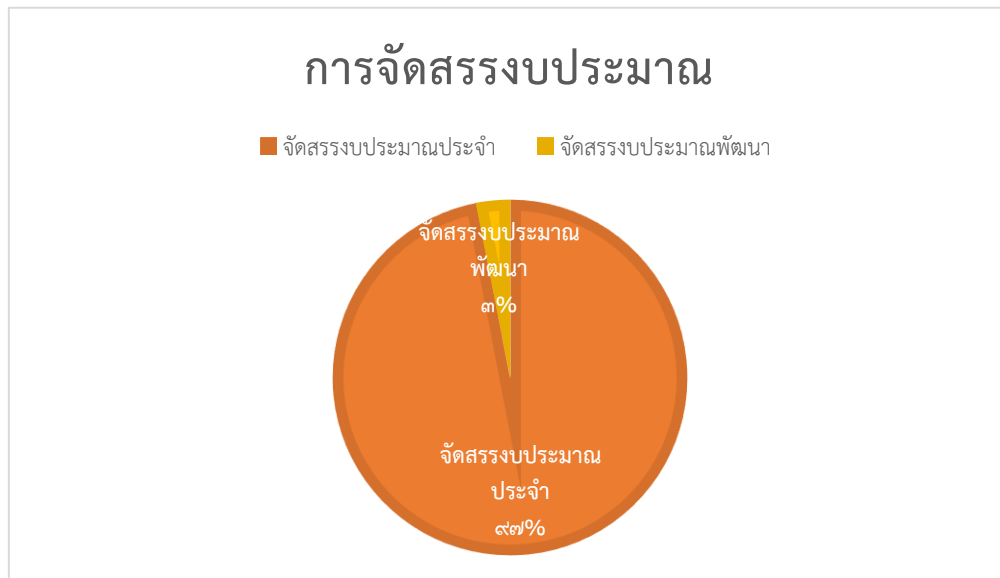 การจัดสรรงบประมาณ
จัดสรรงบประมาณประจำ
จัดสรรงบประมาณพัฒนา
จัดสรรงบประมาณ
พัฒนา
๓%
จัดสรรงบประมาณ
ประจำ
๙๗%